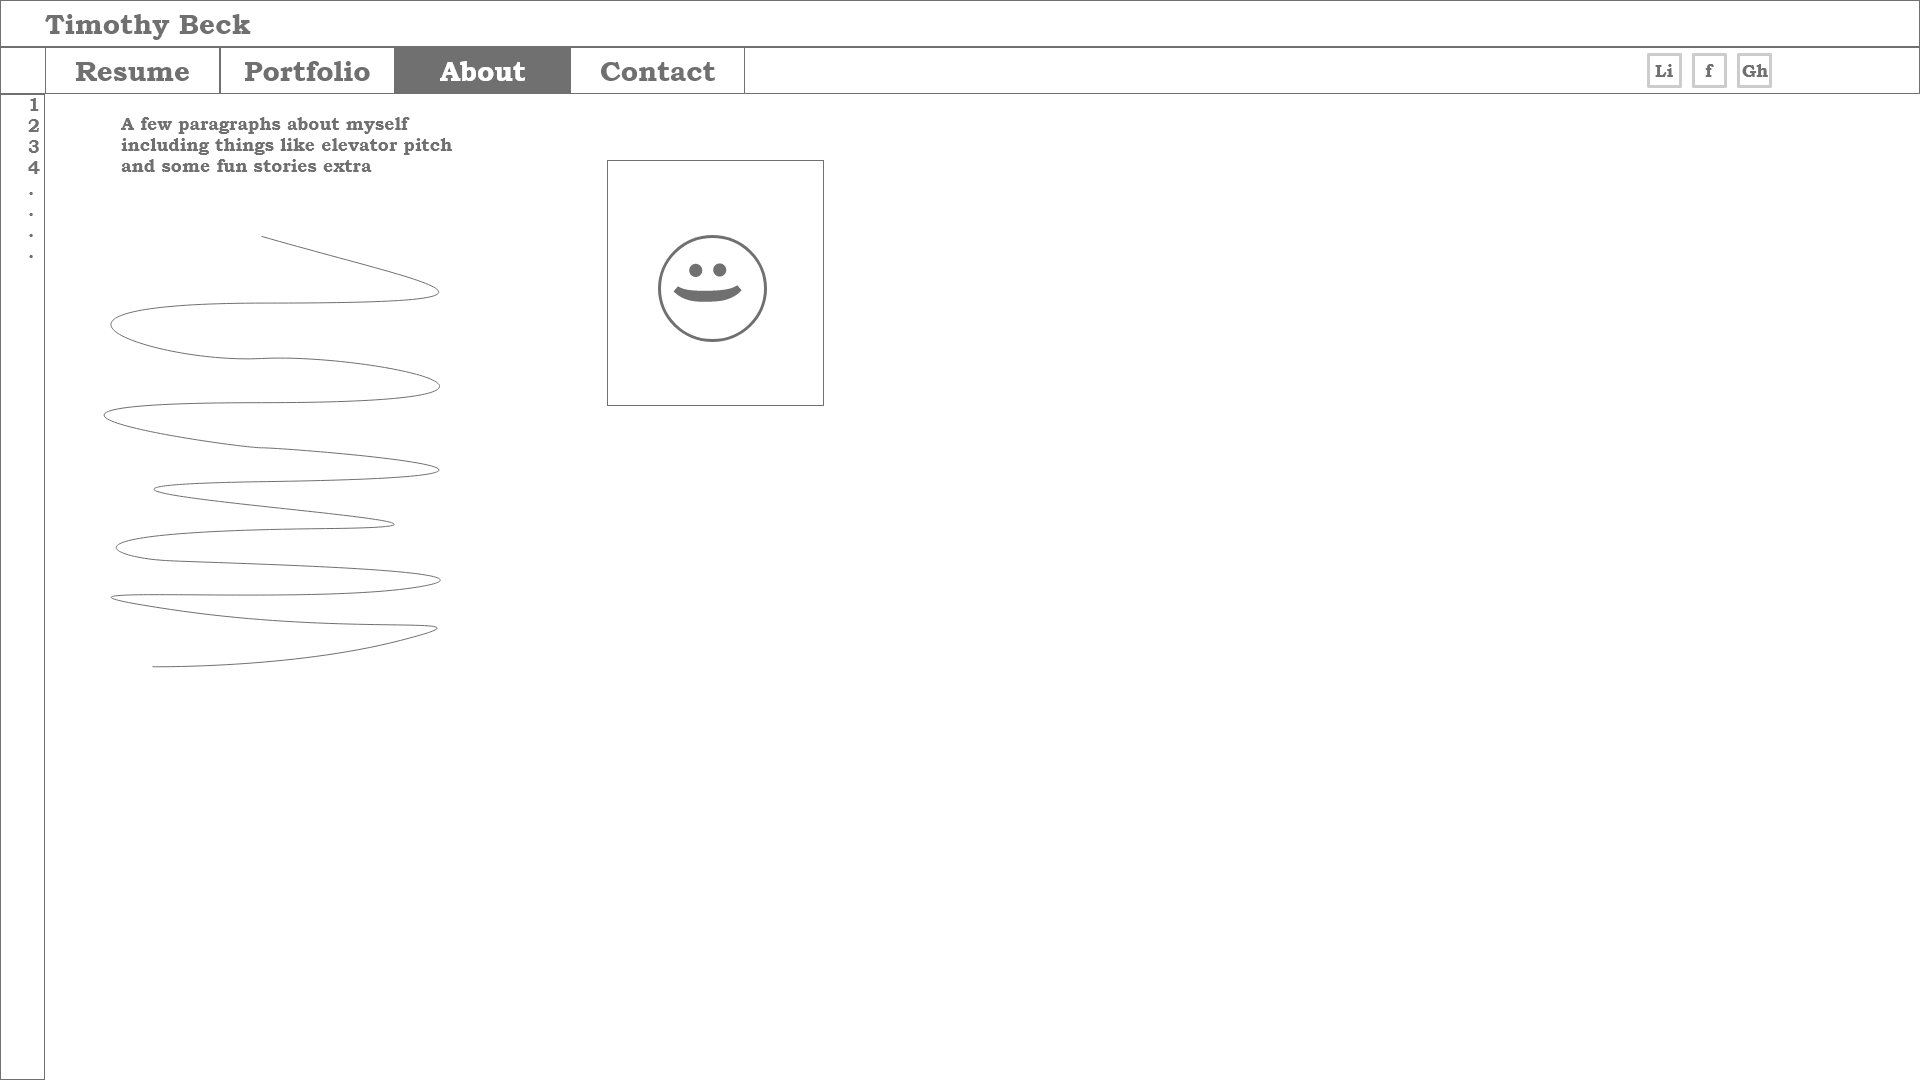 Timothy Beck
Resume Portfolio About Contact Li f Gh
1
2
3
4
.
.
.
.
A few paragraphs about myself
including things like elevator pitch
and some fun stories extra